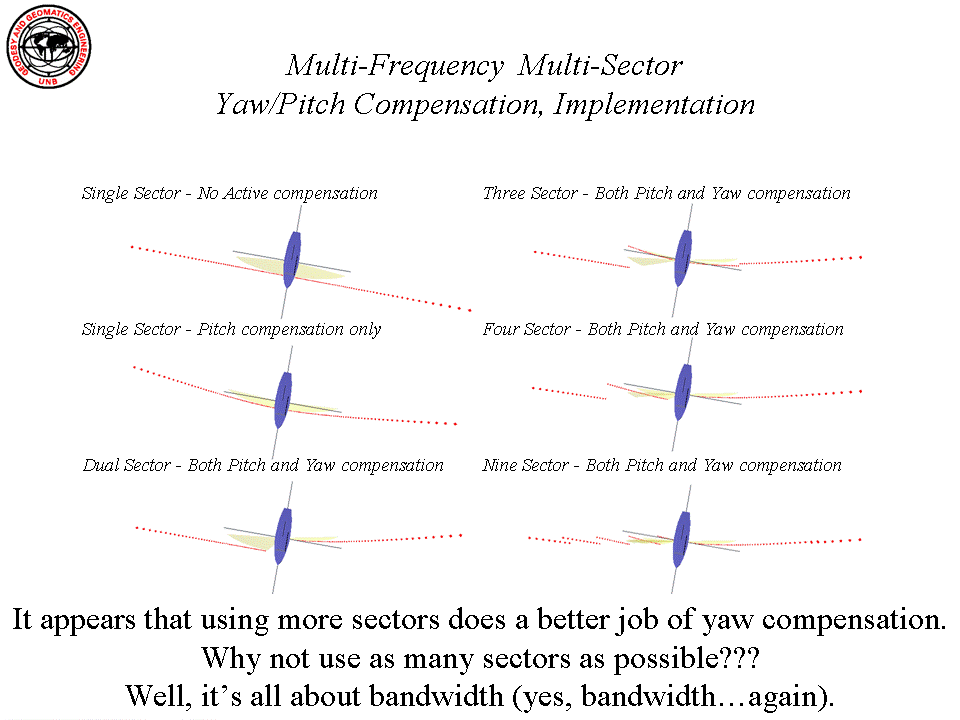 GEODESY AND GEOMATICS ENGINEERING
UNB
Multi-Frequency Multi-Sector
Yaw/Pitch Compensation, Implementation
Single Sector - No Active compensation
Three Sector - Both Pitch and Yaw compensation
Single Sector - Pitch compensation only
Four Sector - Both Pitch and Yaw compensation
Dual Sector - Both Pitch and Yaw compensation
Nine Sector - Both Pitch and Yaw compensation
It appears that using more sectors does a better job of yaw compensation.
Why not use as many sectors as possible???
Well, it’s all about bandwidth (yes, bandwidth…again).